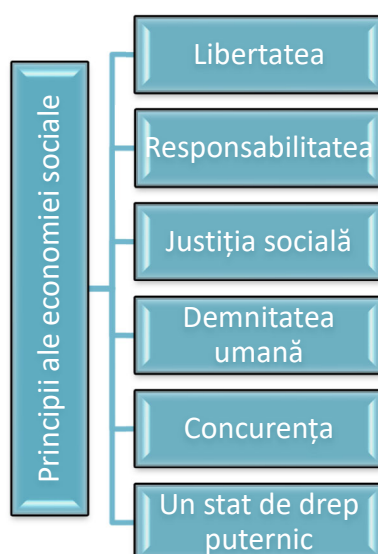 Principii ale economiei sociale
Libertatea
Responsabilitatea
Justiția socială
Demnitatea
umană
Concurența
Un stat de drep
puternic